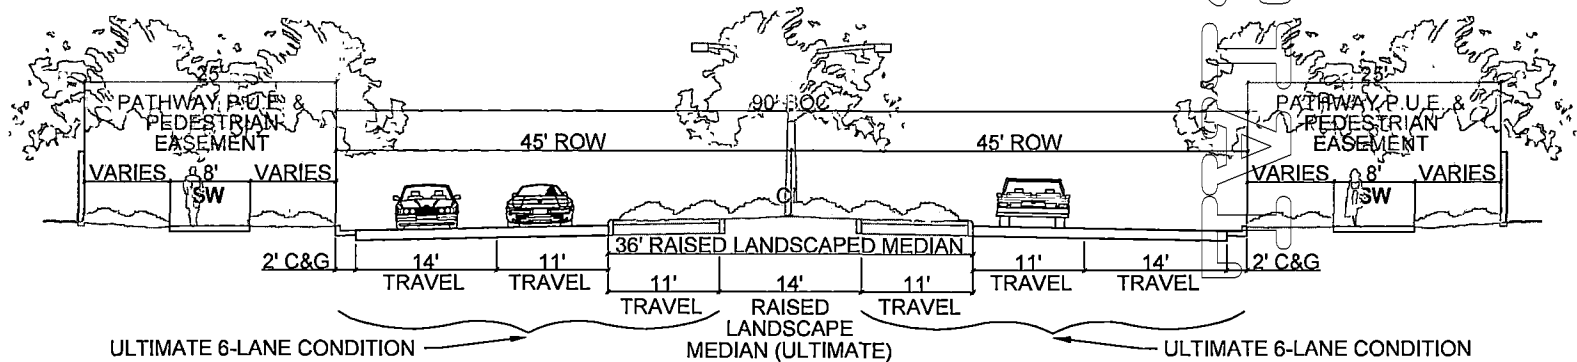 25'
PATHWAY, P.U.E. &
PEDESTRIAN
EASEMENT
VARIES 8' VARIES
SW
90' BOC
45' ROW 45' ROW
25'
PATHWAY, P.U.E. &
PEDESTRIAN
EASEMENT
VARIES 8' VARIES
SW
36' RAISED LANDSCAPED MEDIAN
2' C&G
14'
TRAVEL
11'
TRAVEL
11'
TRAVEL
14'
RAISED
LANDSCAPE
MEDIAN (ULTIMATE)
11'
TRAVEL
11'
TRAVEL
14'
TRAVEL
2' C&G
ULTIMATE 6-LANE CONDITION
ULTIMATE 6-LANE CONDITION